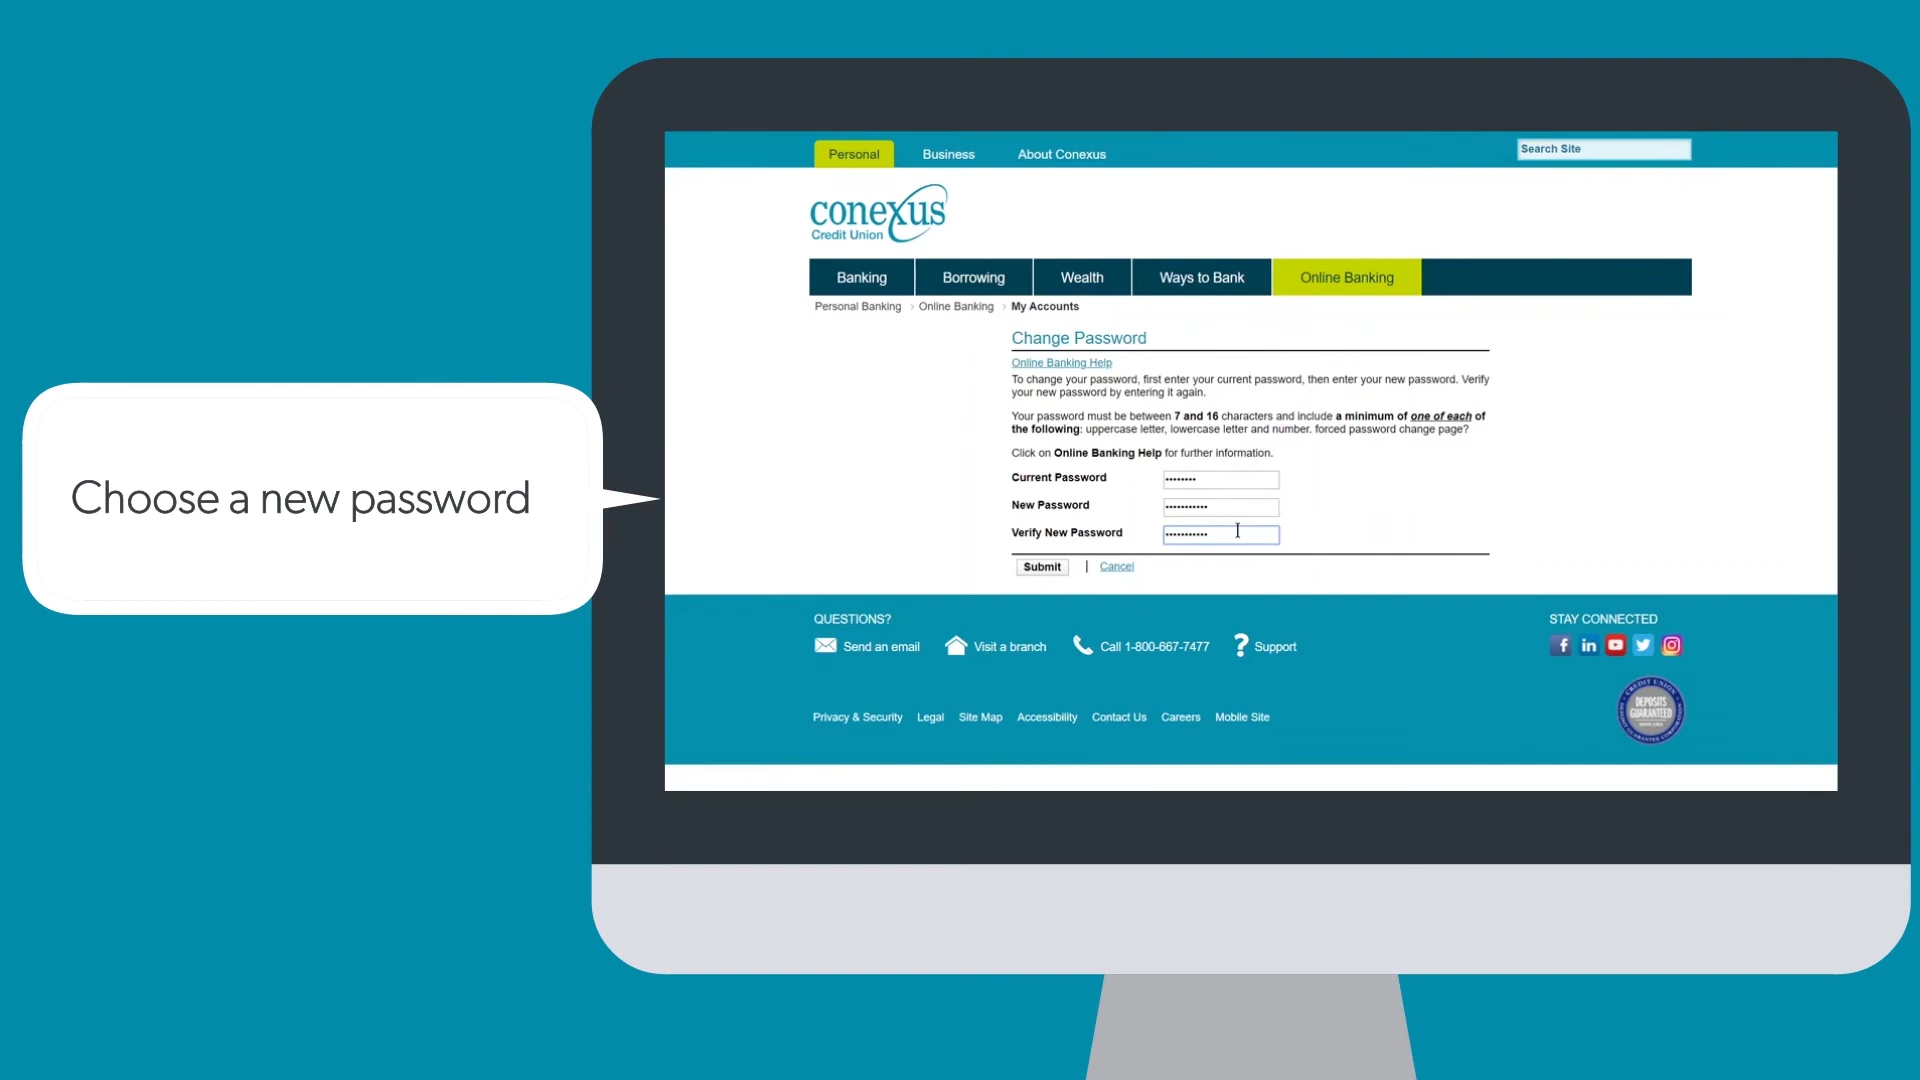 Choose a new password
Personal Business About Conexus Search Site
conexus
Credit Union
Banking Borrowing Wealth Ways to Bank Online Banking
Personal Banking > Online Banking > My Accounts
Change Password
Online Banking Help
To change your password, first enter your current password, then enter your new password. Verify
your new password by entering it again.
Your password must be between 7 and 16 characters and include a minimum of one of each of
the following: uppercase letter, lowercase letter and number. forced password change page?
Click on Online Banking Help for further information.
Current Password ••••••••
New Password •••••••••••
Verify New Password •••••••••••
Submit | Cancel
QUESTIONS? STAY CONNECTED
Send an email Visit a branch Call 1-800-667-7477 ? Support
Privacy & Security Legal Site Map Accessibility Contact Us Careers Mobile Site
CREDIT UNION
DEPOSITS
GUARANTEED